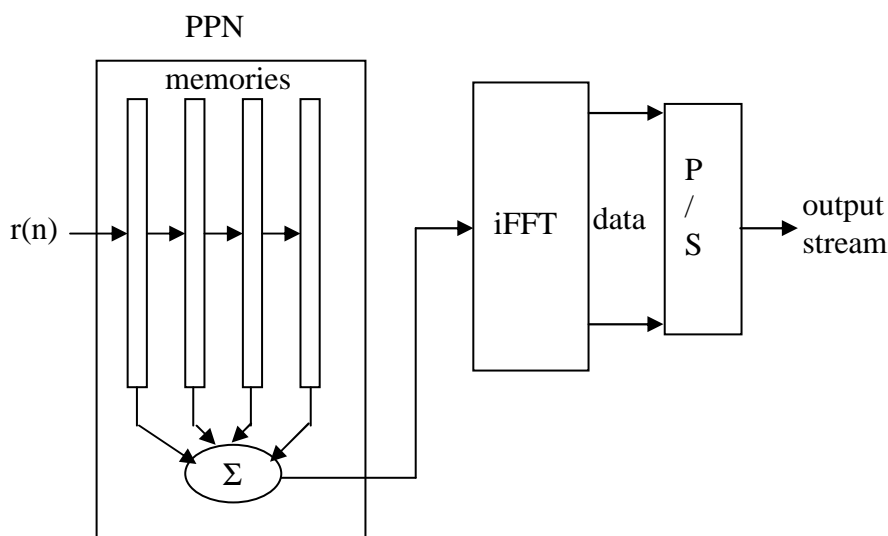 PPN
memories
r(n)
Σ
iFFT
data
P
/
S
output
stream